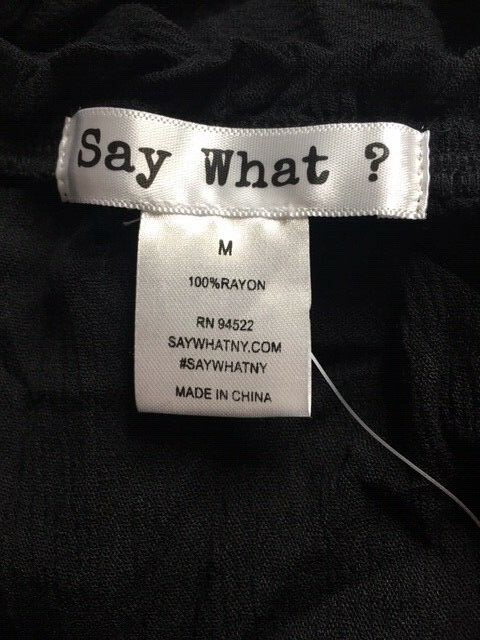 Say What ?
M
100%RAYON
RN 94522
SAYWHATNY.COM
#SAYWHATNY
MADE IN CHINA